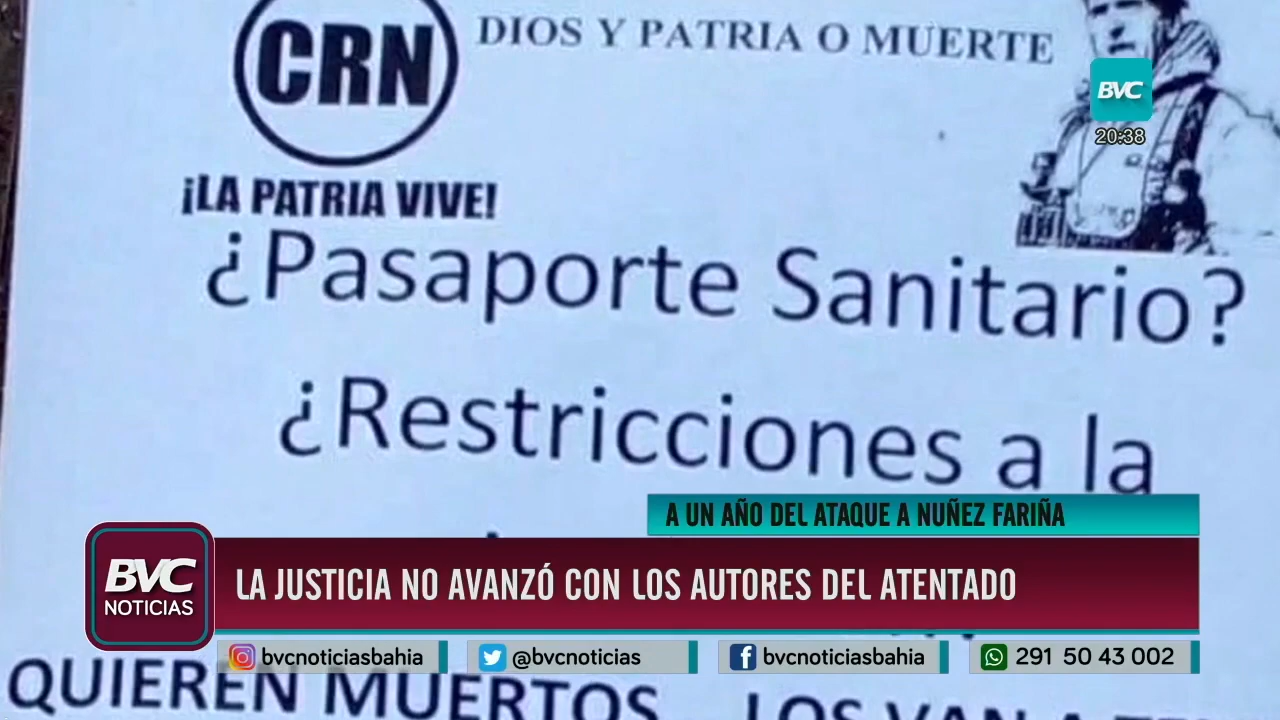 CRN
DIOS Y PATRIA O MUERTE
BVC
20:38
¡LA PATRIA VIVE!
¿Pasaporte Sanitario?
¿Restricciones a la
A UN AÑO DEL ATAQUE A NUÑEZ FARIÑA
BVC
NOTICIAS
LA JUSTICIA NO AVANZÓ CON LOS AUTORES DEL ATENTADO
bvcnoticiasbahia
@bvcnoticias
bvcnoticiasbahia
291 50 43 002
QUIEREN MUERTOS LOS VAN A